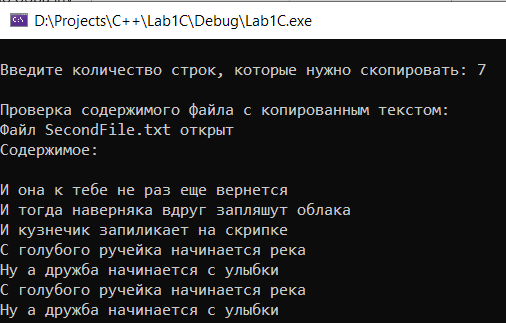 D:\Projects\C++\Lab1C\Debug\Lab1C.exe
Введите количество строк, которые нужно скопировать: 7
Проверка содержимого файла с копированным текстом:
Файл SecondFile.txt открыт
Содержимое:
И она к тебе не раз еще вернется
И тогда наверняка вдруг запляшут облака
И кузнечик запиликает на скрипке
С голубого ручейка начинается река
Ну а дружба начинается с улыбки
С голубого ручейка начинается река
Ну а дружба начинается с улыбки